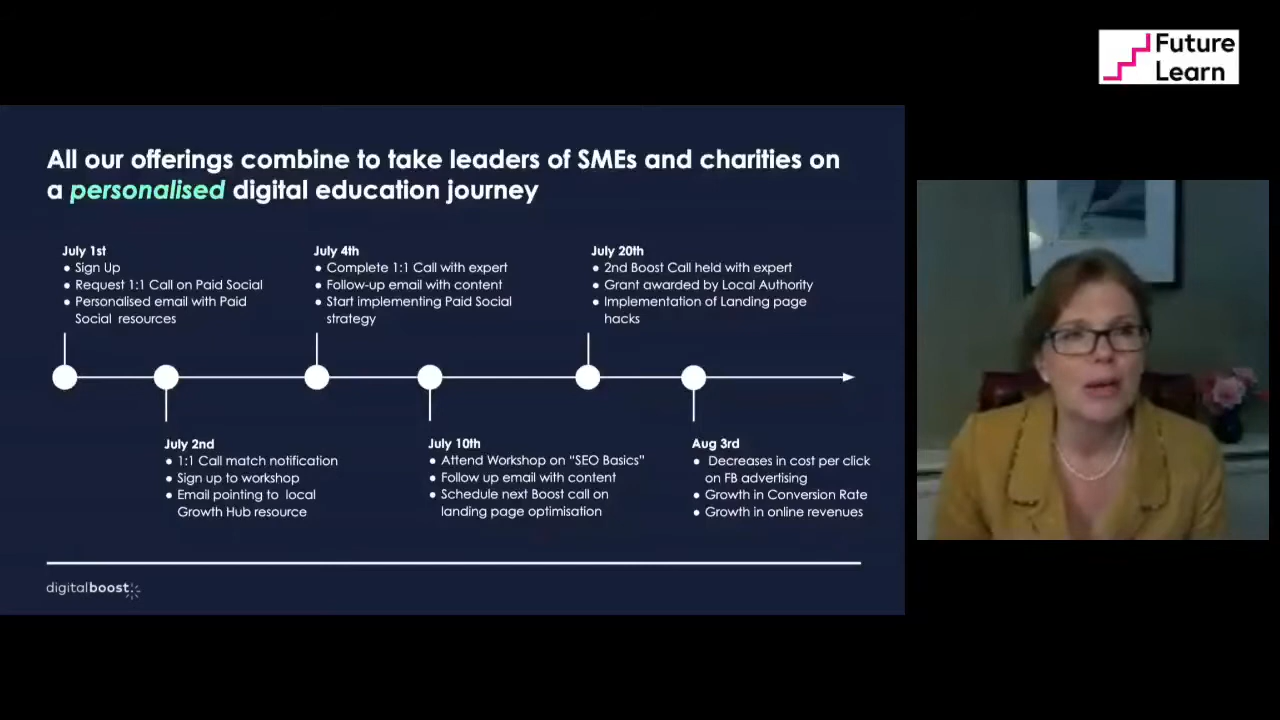 Future
Learn
All our offerings combine to take leaders of SMEs and charities on
a personalised digital education journey
July 1st
● Sign Up
● Request 1:1 Call on Paid Social
● Personalised email with Paid
Social resources
July 4th
● Complete 1:1 Call with expert
● Follow-up email with content
● Start implementing Paid Social
strategy
July 20th
● 2nd Boost Call held with expert
● Grant awarded by Local Authority
● Implementation of Landing page
hacks
July 2nd
● 1:1 Call match notification
● Sign up to workshop
● Email pointing to local
Growth Hub resource
July 10th
● Attend Workshop on “SEO Basics”
● Follow up email with content
● Schedule next Boost call on
landing page optimisation
Aug 3rd
● Decreases in cost per click
on FB advertising
● Growth in Conversion Rate
● Growth in online revenues
digitalboost